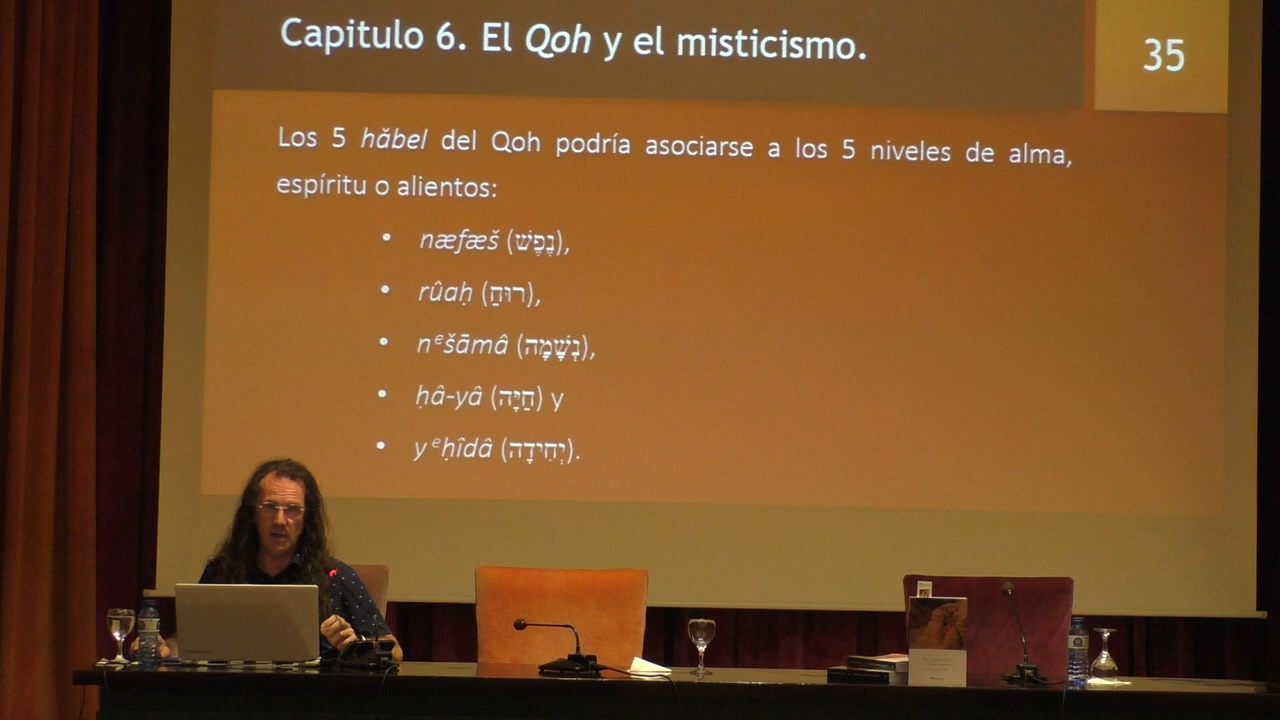 Capitulo 6. El Qoh y el misticismo.
35
Los 5 hăbel del Qoh podría asociarse a los 5 niveles de alma,
espíritu o alientos:
• næfæš (נֶפֶשׁ),
• rûaḥ (רוּחַ),
• nᵉšāmâ (נְשָׁמָה),
• ḥâ-yâ (חַיָּה) y
• yᵉḥîdâ (יְחִידָה).